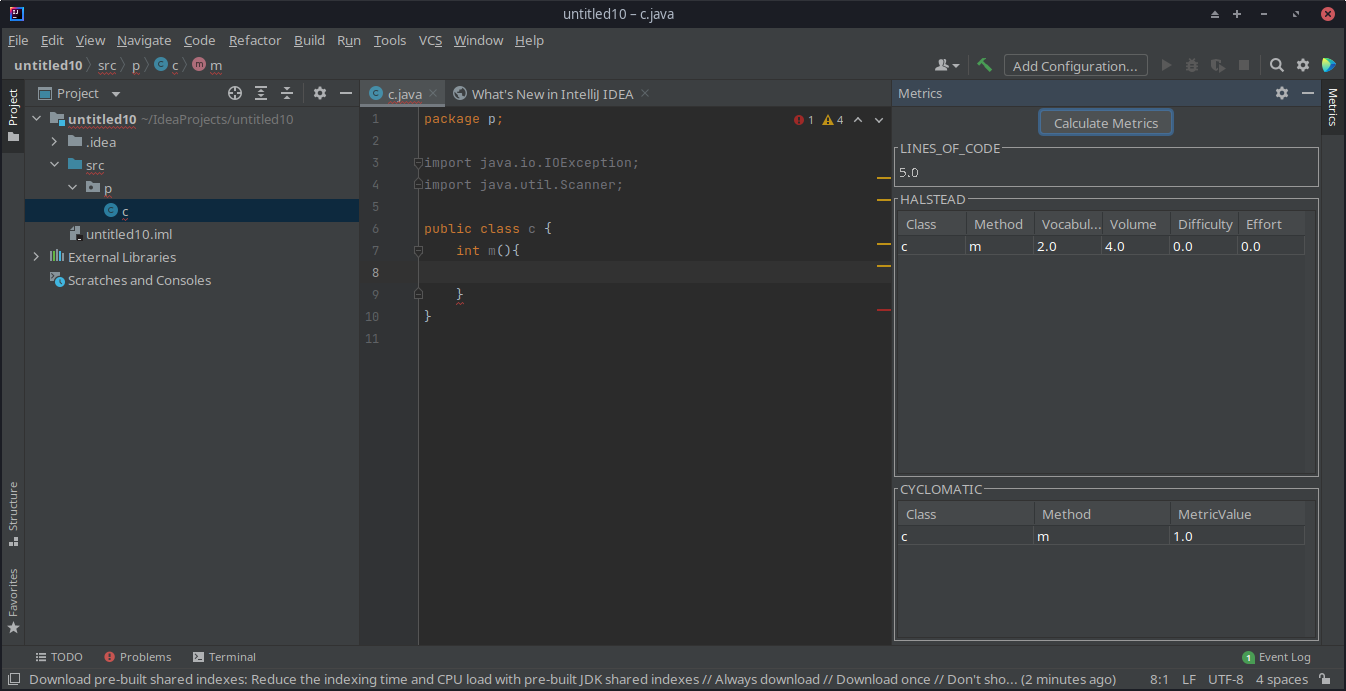 untitled10 – c.java
File Edit View Navigate Code Refactor Build Run Tools VCS Window Help
untitled10 src p c m
Add Configuration...
Project
Project
c.java
What's New in IntelliJ IDEA
Metrics
Metrics
untitled10 ~/IdeaProjects/untitled10
.idea
src
p
c
untitled10.iml
External Libraries
Scratches and Consoles
1 package p;
1 4
2
3 import java.io.IOException;
4 import java.util.Scanner;
5
6 public class c {
7 int m(){
8
9 }
10 }
11
Calculate Metrics
LINES_OF_CODE
5.0
HALSTEAD
Class Method Vocabul... Volume Difficulty Effort
c m 2.0 4.0 0.0 0.0
CYCLOMATIC
Class Method MetricValue
c m 1.0
Structure
Favorites
TODO Problems Terminal
1 Event Log
Download pre-built shared indexes: Reduce the indexing time and CPU load with pre-built JDK shared indexes // Always download // Download once // Don't sho... (2 minutes ago)
8:1 LF UTF-8 4 spaces